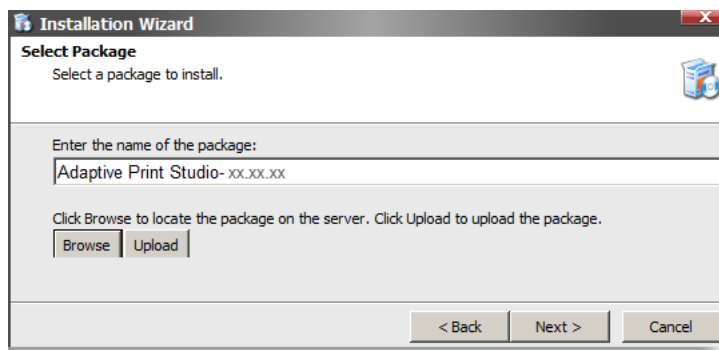 Installation Wizard
Select Package
Select a package to install.
Enter the name of the package:
Adaptive Print Studio- xx.xx.xx
Click Browse to locate the package on the server. Click Upload to upload the package.
Browse Upload
< Back Next > Cancel